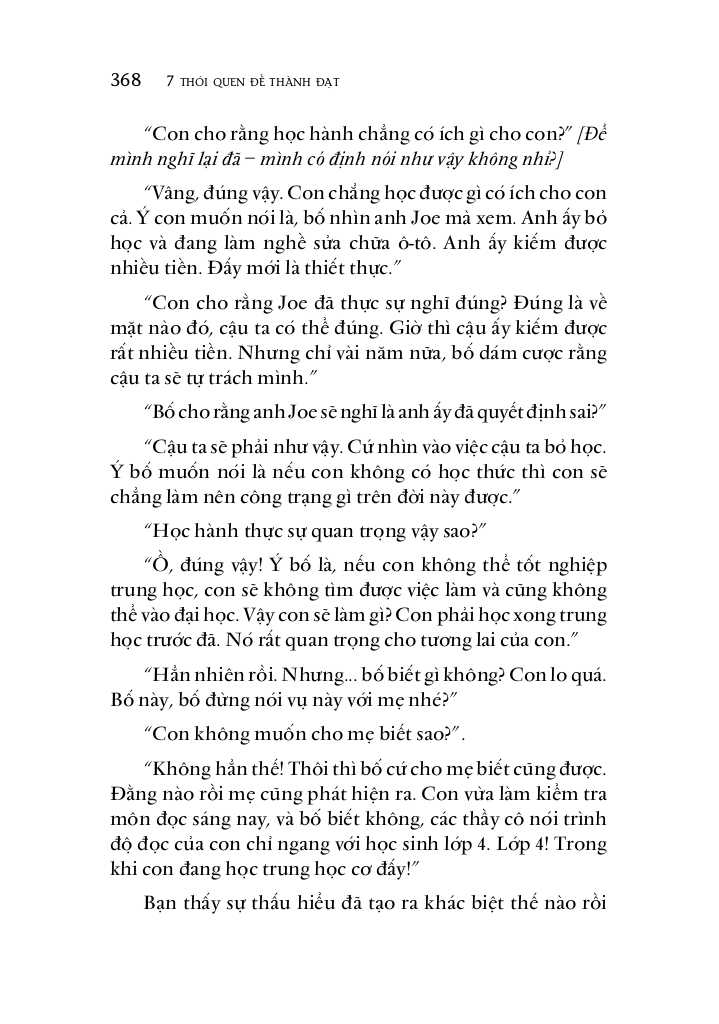 368 7 THÓI QUEN ĐỂ THÀNH ĐẠT
“Con cho rằng học hành chẳng có ích gì cho con?” [Để
mình nghĩ lại đã – mình có định nói như vậy không nhỉ?]
“Vâng, đúng vậy. Con chẳng học được gì có ích cho con
cả. Ý con muốn nói là, bố nhìn anh Joe mà xem. Anh ấy bỏ
học và đang làm nghề sửa chữa ô-tô. Anh ấy kiếm được
nhiều tiền. Đấy mới là thiết thực.”
“Con cho rằng Joe đã thực sự nghĩ đúng? Đúng là về
mặt nào đó, cậu ta có thể đúng. Giờ thì cậu ấy kiếm được
rất nhiều tiền. Nhưng chỉ vài năm nữa, bố dám cược rằng
cậu ta sẽ tự trách mình.”
“Bố cho rằng anh Joe sẽ nghĩ là anh ấy đã quyết định sai?”
“Cậu ta sẽ phải như vậy. Cứ nhìn vào việc cậu ta bỏ học.
Ý bố muốn nói là nếu con không có học thức thì con sẽ
chẳng làm nên công trạng gì trên đời này được.”
“Học hành thực sự quan trọng vậy sao?”
“Ồ, đúng vậy! Ý bố là, nếu con không thể tốt nghiệp
trung học, con sẽ không tìm được việc làm và cũng không
thể vào đại học. Vậy con sẽ làm gì? Con phải học xong trung
học trước đã. Nó rất quan trọng cho tương lai của con.”
“Hẳn nhiên rồi. Nhưng... bố biết gì không? Con lo quá.
Bố này, bố đừng nói vụ này với mẹ nhé?”
“Con không muốn cho mẹ biết sao?”.
“Không hẳn thế! Thôi thì bố cứ cho mẹ biết cũng được.
Đằng nào rồi mẹ cũng phát hiện ra. Con vừa làm kiểm tra
môn đọc sáng nay, và bố biết không, các thầy cô nói trình
độ đọc của con chỉ ngang với học sinh lớp 4. Lớp 4! Trong
khi con đang học trung học cơ đấy!”
Bạn thấy sự thấu hiểu đã tạo ra khác biệt thế nào rồi